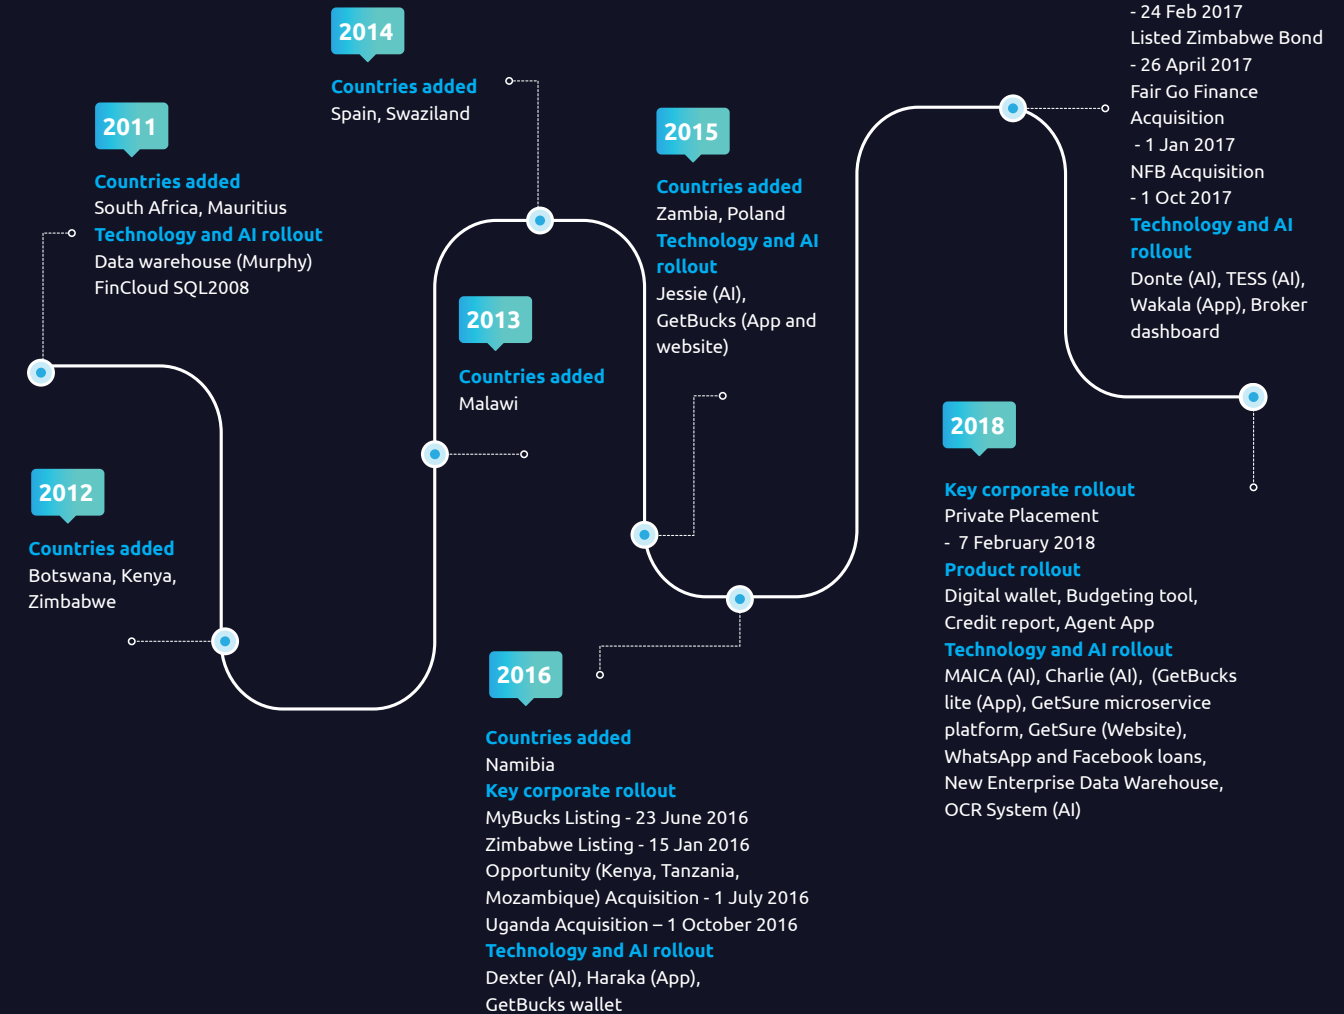 2011
Countries added
South Africa, Mauritius
Technology and AI rollout
Data warehouse (Murphy)
FinCloud SQL2008
2012
Countries added
Botswana, Kenya,
Zimbabwe
2013
Countries added
Malawi
2014
Countries added
Spain, Swaziland
2015
Countries added
Zambia, Poland
Technology and AI
rollout
Jessie (AI),
GetBucks (App and
website)
2016
Countries added
Namibia
Key corporate rollout
MyBucks Listing - 23 June 2016
Zimbabwe Listing - 15 Jan 2016
Opportunity (Kenya, Tanzania,
Mozambique) Acquisition - 1 July 2016
Uganda Acquisition – 1 October 2016
Technology and AI rollout
Dexter (AI), Haraka (App),
GetBucks wallet
- 24 Feb 2017
Listed Zimbabwe Bond
- 26 April 2017
Fair Go Finance
Acquisition
- 1 Jan 2017
NFB Acquisition
- 1 Oct 2017
Technology and AI
rollout
Donte (AI), TESS (AI),
Wakala (App), Broker
dashboard
2018
Key corporate rollout
Private Placement
- 7 February 2018
Product rollout
Digital wallet, Budgeting tool,
Credit report, Agent App
Technology and AI rollout
MAICA (AI), Charlie (AI), (GetBucks
lite (App), GetSure microservice
platform, GetSure (Website),
WhatsApp and Facebook loans,
New Enterprise Data Warehouse,
OCR System (AI)